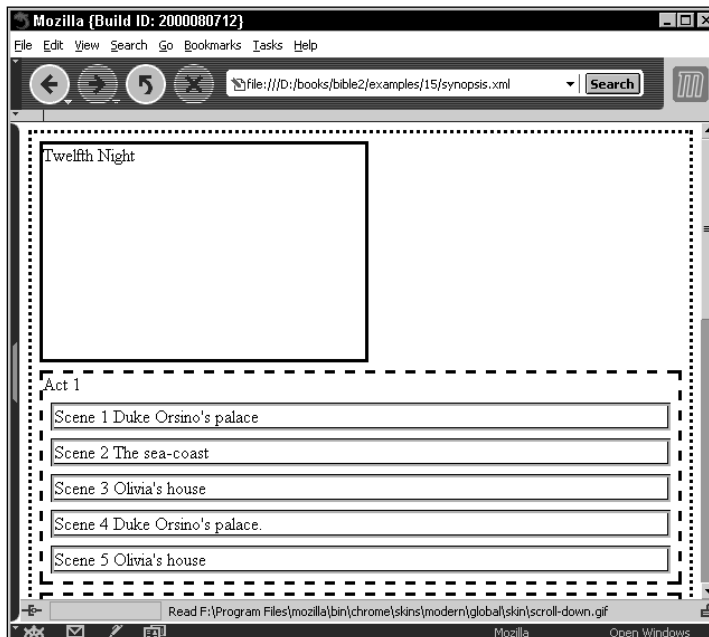 Mozilla {Build ID: 2000080712}
File Edit View Search Go Bookmarks Tasks Help
file:///D:/books/bible2/examples/15/synopsis.xml Search
Twelfth Night
Act 1
Scene 1 Duke Orsino's palace
Scene 2 The sea-coast
Scene 3 Olivia's house
Scene 4 Duke Orsino's palace.
Scene 5 Olivia's house
Read F:\Program Files\mozilla\bin\chrome\skins\modern\global\skin\scroll-down.gif
Mozilla Open Windows